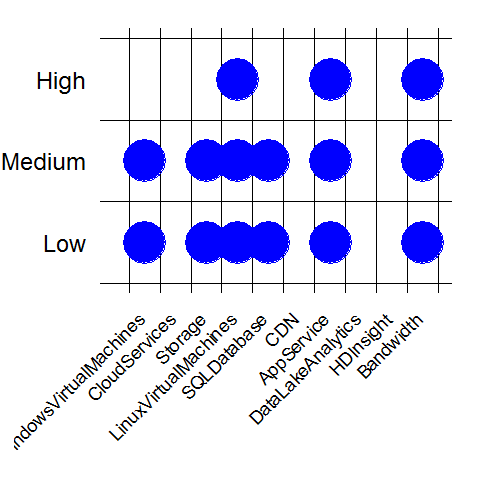 High
Medium
Low
ndowsVirtualMachines
CloudServices
Storage
LinuxVirtualMachines
SQLDatabase
CDN
AppService
DataLakeAnalytics
HDInsight
Bandwidth